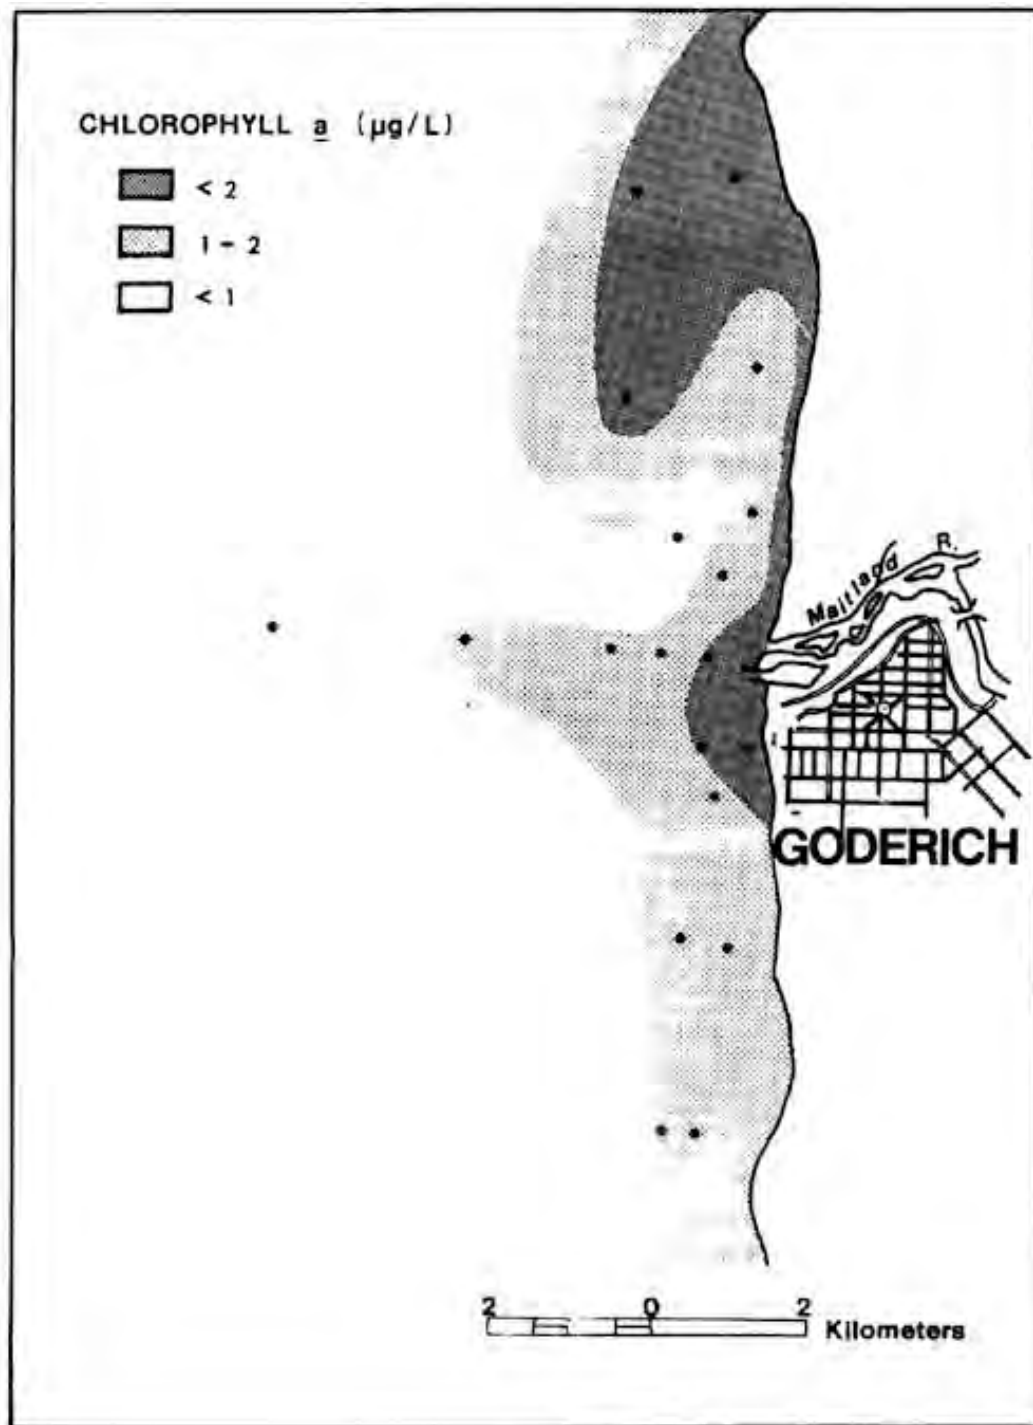 CHLOROPHYLL a (µg/L)
< 2
1 - 2
< 1
Maitland R.
GODERICH
2 0 2
Kilometers